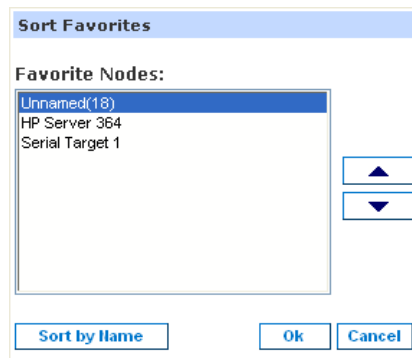 Sort Favorites
Favorite Nodes:
Unnamed(18)
HP Server 364
Serial Target 1
Sort by Name Ok Cancel